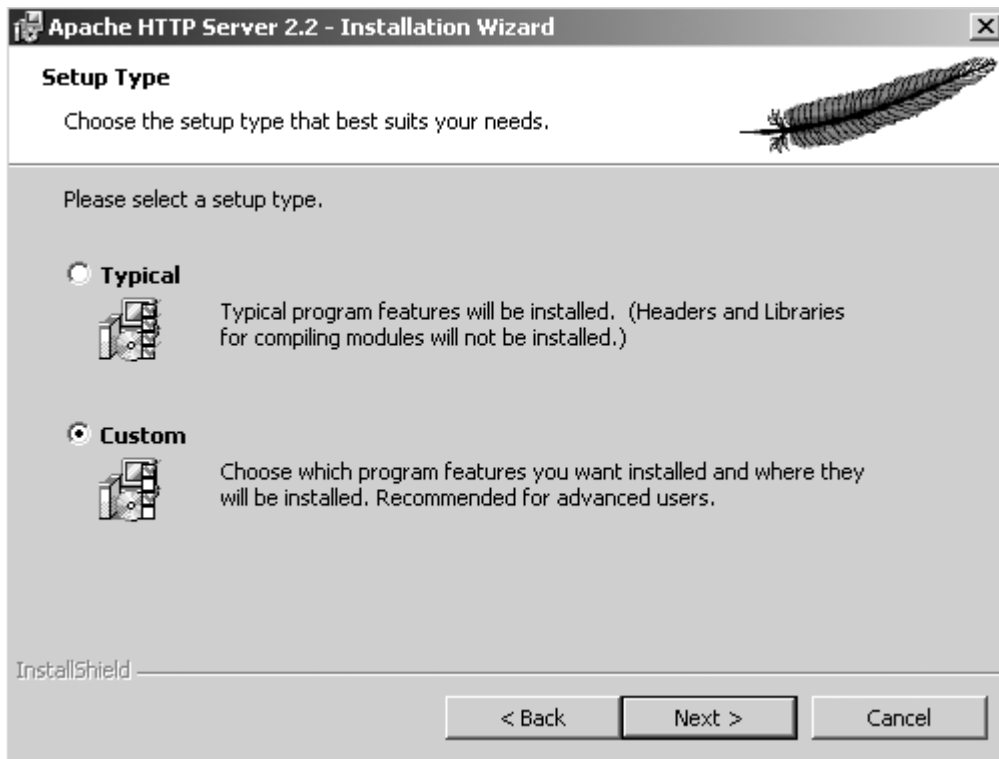 Apache HTTP Server 2.2 - Installation Wizard
Setup Type
Choose the setup type that best suits your needs.
Please select a setup type.
Typical
Typical program features will be installed.  (Headers and Libraries
for compiling modules will not be installed.)
Custom
Choose which program features you want installed and where they
will be installed. Recommended for advanced users.
InstallShield
< Back
Next >
Cancel